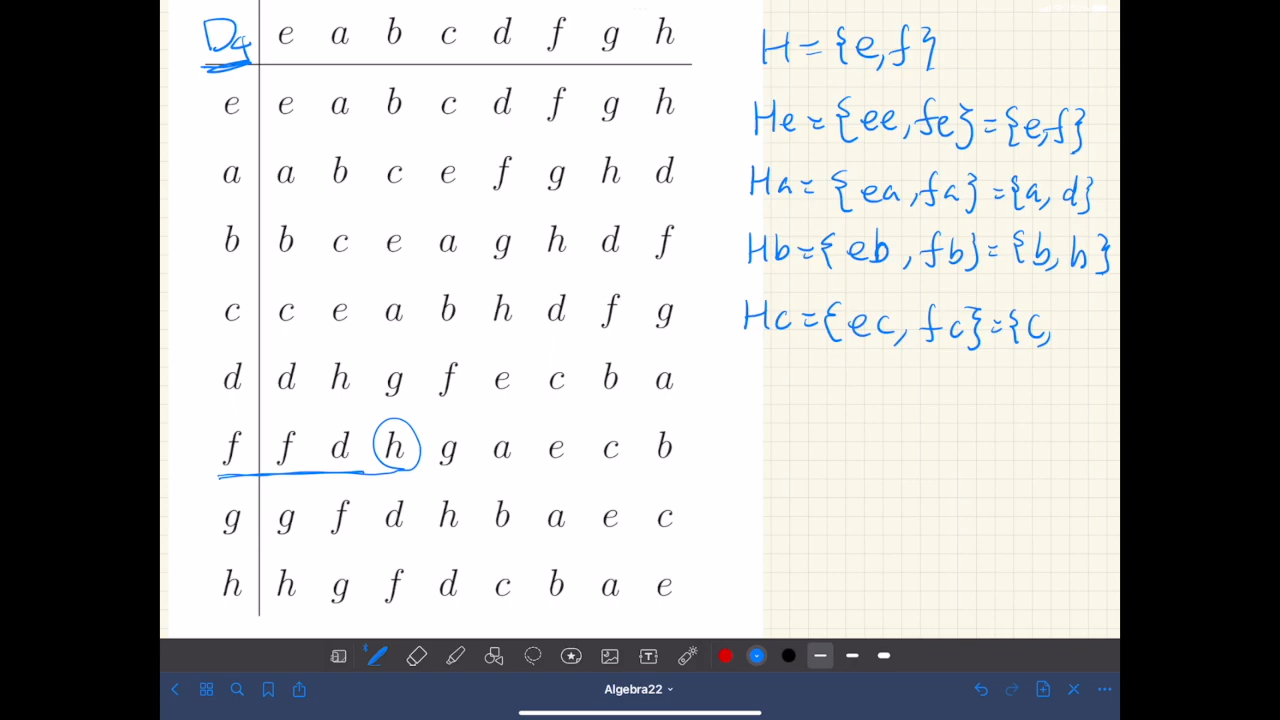 D4 e a b c d f g h
e e a b c d f g h
a a b c e f g h d
b b c e a g h d f
c c e a b h d f g
d d h g f e c b a
f f d h g a e c b
g g f d h b a e c
h h g f d c b a e
H = {e,f}
He = {ee, fe} = {e,f}
Ha = {ea, fa} = {a, d}
Hb = {eb, fb} = {b, h}
Hc = {ec, fc} = {c,
Algebra22